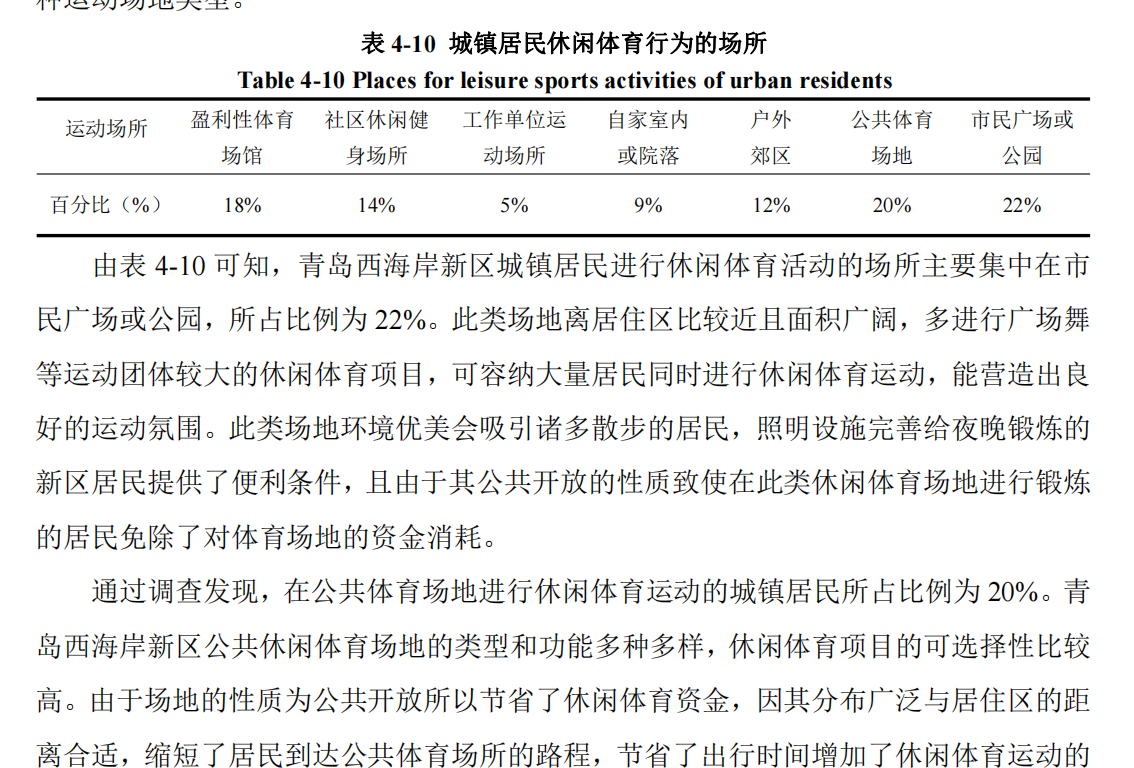 种运动场地类型。
表 4-10 城镇居民休闲体育行为的场所
Table 4-10 Places for leisure sports activities of urban residents
运动场所 盈利性体育场馆 社区休闲健身场所 工作单位运动场所 自家室内或院落 户外郊区 公共体育场地 市民广场或公园
百分比（%） 18% 14% 5% 9% 12% 20% 22%
由表 4-10 可知，青岛西海岸新区城镇居民进行休闲体育活动的场所主要集中在市
民广场或公园，所占比例为 22%。此类场地离居住区比较近且面积广阔，多进行广场舞
等运动团体较大的休闲体育项目，可容纳大量居民同时进行休闲体育运动，能营造出良
好的运动氛围。此类场地环境优美会吸引诸多散步的居民，照明设施完善给夜晚锻炼的
新区居民提供了便利条件，且由于其公共开放的性质致使在此类休闲体育场地进行锻炼
的居民免除了对体育场地的资金消耗。
通过调查发现，在公共体育场地进行休闲体育运动的城镇居民所占比例为 20%。青
岛西海岸新区公共休闲体育场地的类型和功能多种多样，休闲体育项目的可选择性比较
高。由于场地的性质为公共开放所以节省了休闲体育资金，因其分布广泛与居住区的距
离合适，缩短了居民到达公共体育场所的路程，节省了出行时间增加了休闲体育运动的